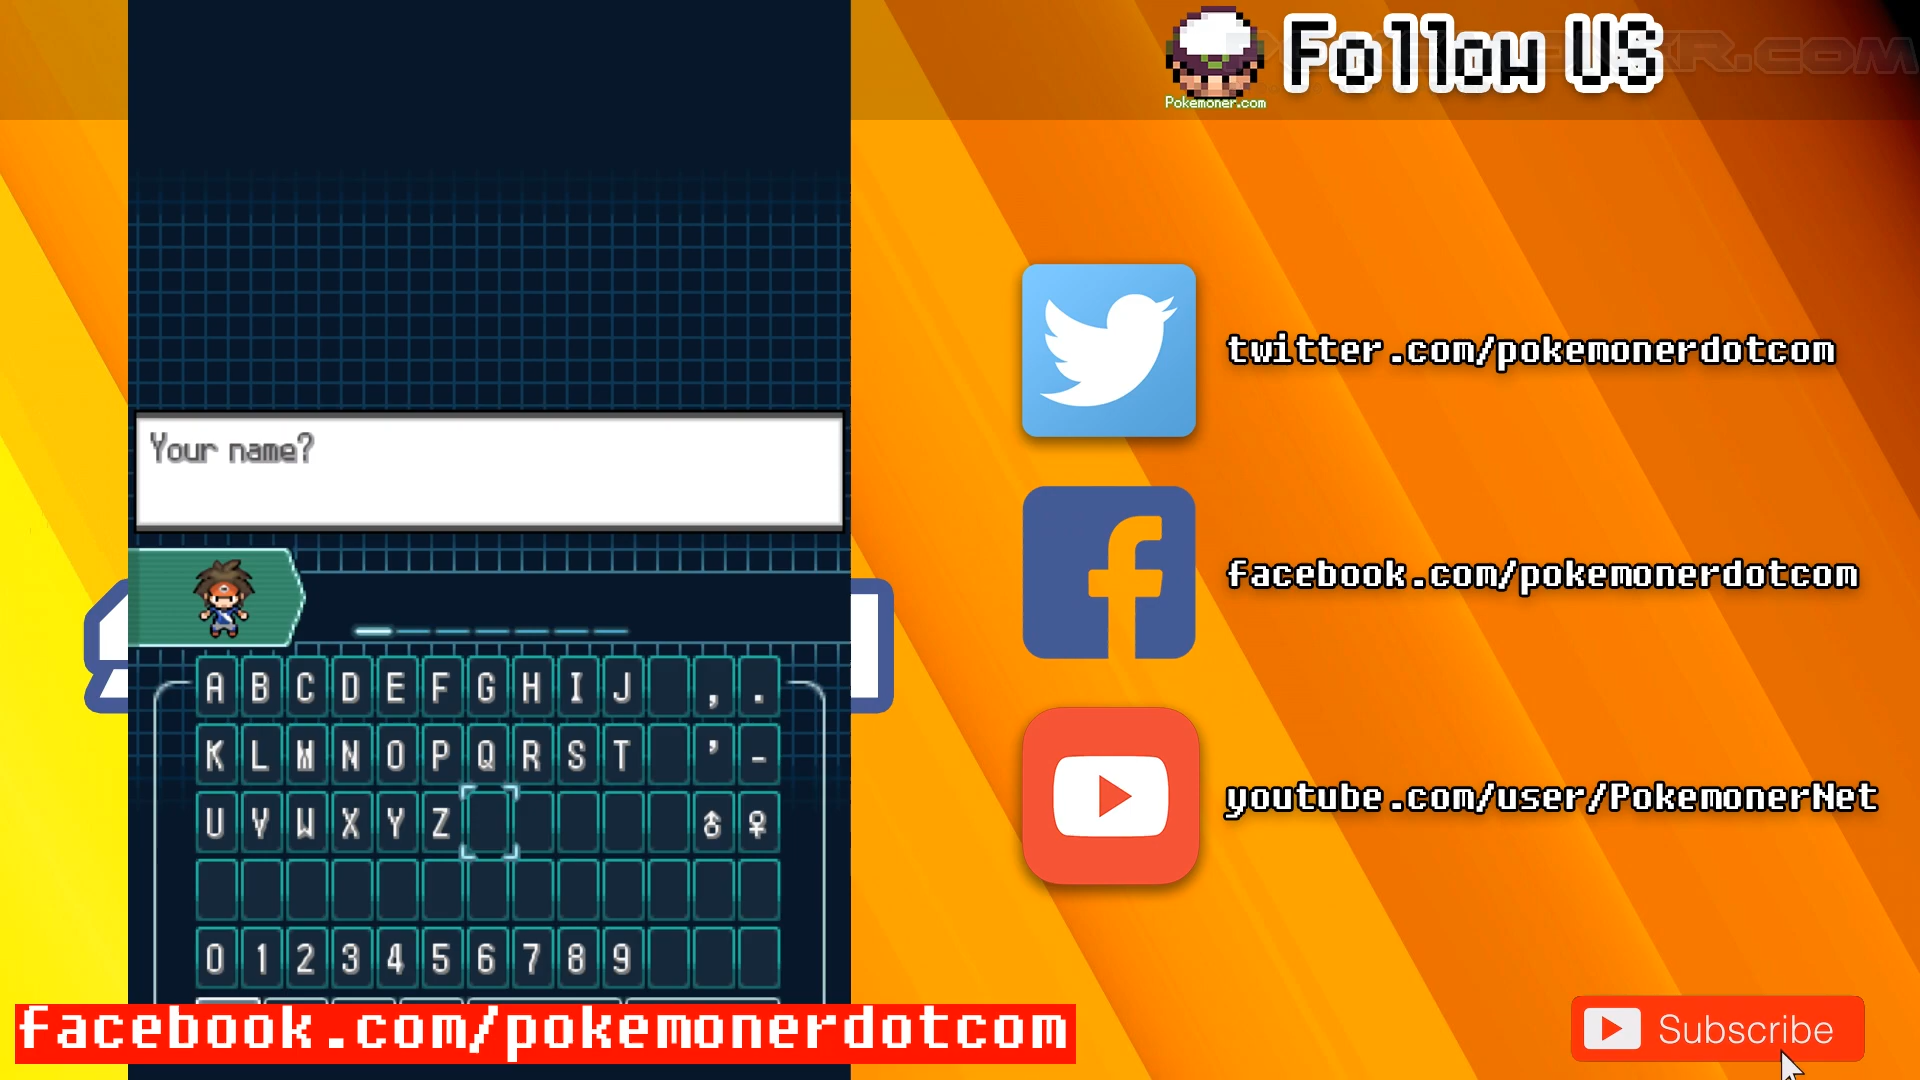 Follow US
Pokemoner.com
twitter.com/pokemonerdotcom
facebook.com/pokemonerdotcom
youtube.com/user/PokemonerNet
Your name?
A B C D E F G H I J , .
K L M N O P Q R S T ’ -
U V W X Y Z ♂ ♀
0 1 2 3 4 5 6 7 8 9
facebook.com/pokemonerdotcom
Subscribe